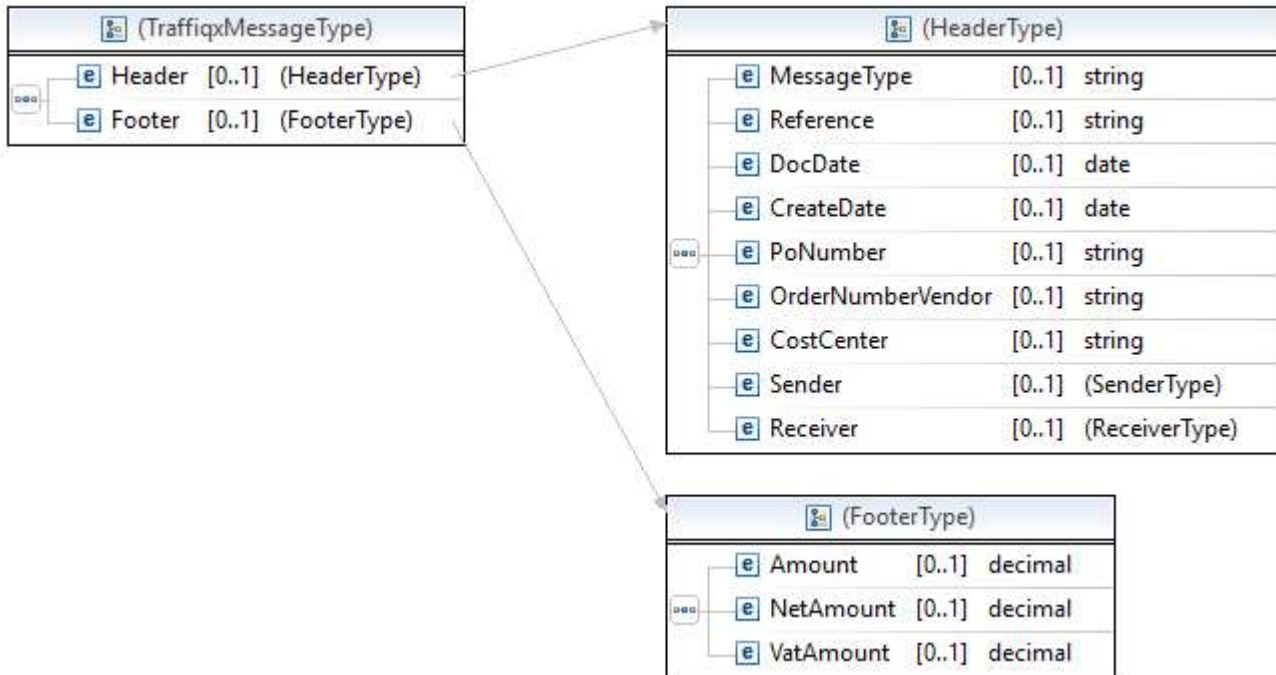 (TraffiqxMessageType)
e Header [0..1] (HeaderType)
e Footer [0..1] (FooterType)
(HeaderType)
e MessageType [0..1] string
e Reference [0..1] string
e DocDate [0..1] date
e CreateDate [0..1] date
e PoNumber [0..1] string
e OrderNumberVendor [0..1] string
e CostCenter [0..1] string
e Sender [0..1] (SenderType)
e Receiver [0..1] (ReceiverType)
(FooterType)
e Amount [0..1] decimal
e NetAmount [0..1] decimal
e VatAmount [0..1] decimal